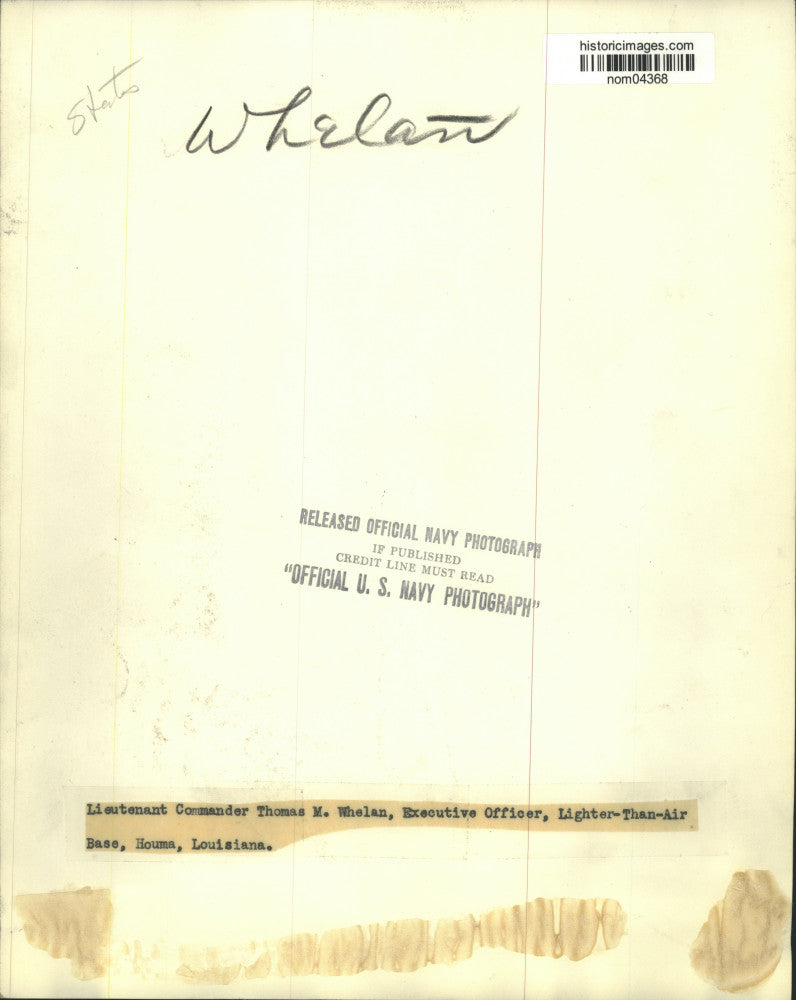 historicimages.com
nom04368
States
Whelan
RELEASED OFFICIAL NAVY PHOTOGRAPH
IF PUBLISHED
CREDIT LINE MUST READ
"OFFICIAL U. S. NAVY PHOTOGRAPH"
Lieutenant Commander Thomas M. Whelan, Executive Officer, Lighter-Than-Air
Base, Houma, Louisiana.